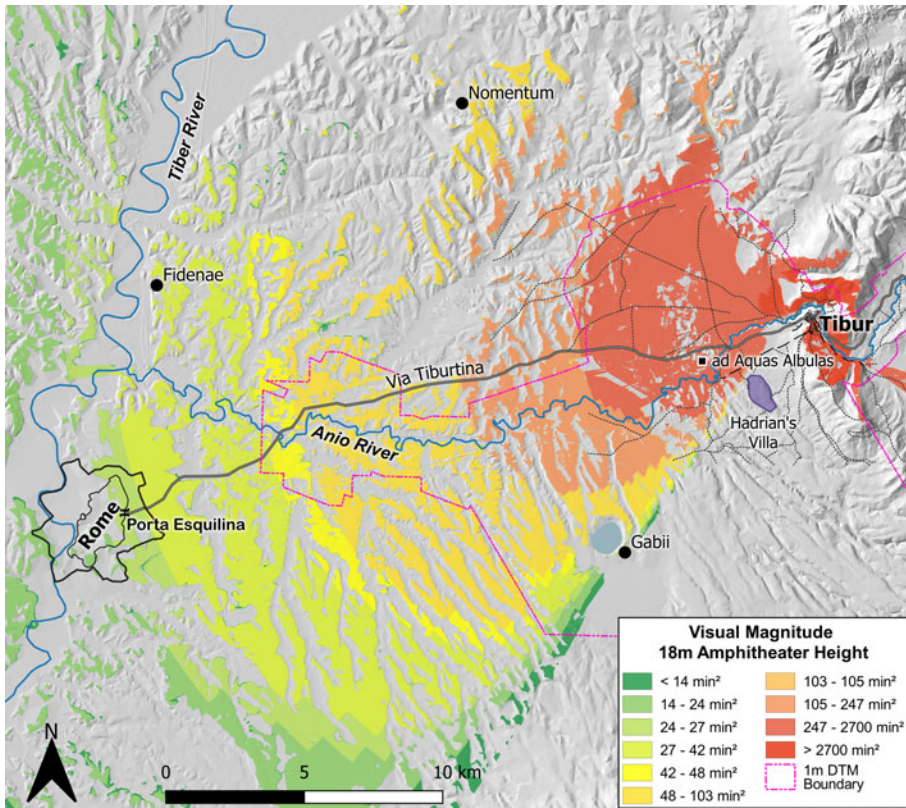 Nomentum
Tiber River
Fidenae
Tibur
ad Aquas Albulas
Via Tiburtina
Hadrian's
Villa
Anio River
Rome
Porta Esquilina
Gabii
N
0 5 10 km
Visual Magnitude
18m Amphitheater Height
< 14 min²
14 - 24 min²
24 - 27 min²
27 - 42 min²
42 - 48 min²
48 - 103 min²
103 - 105 min²
105 - 247 min²
247 - 2700 min²
> 2700 min²
1m DTM
Boundary